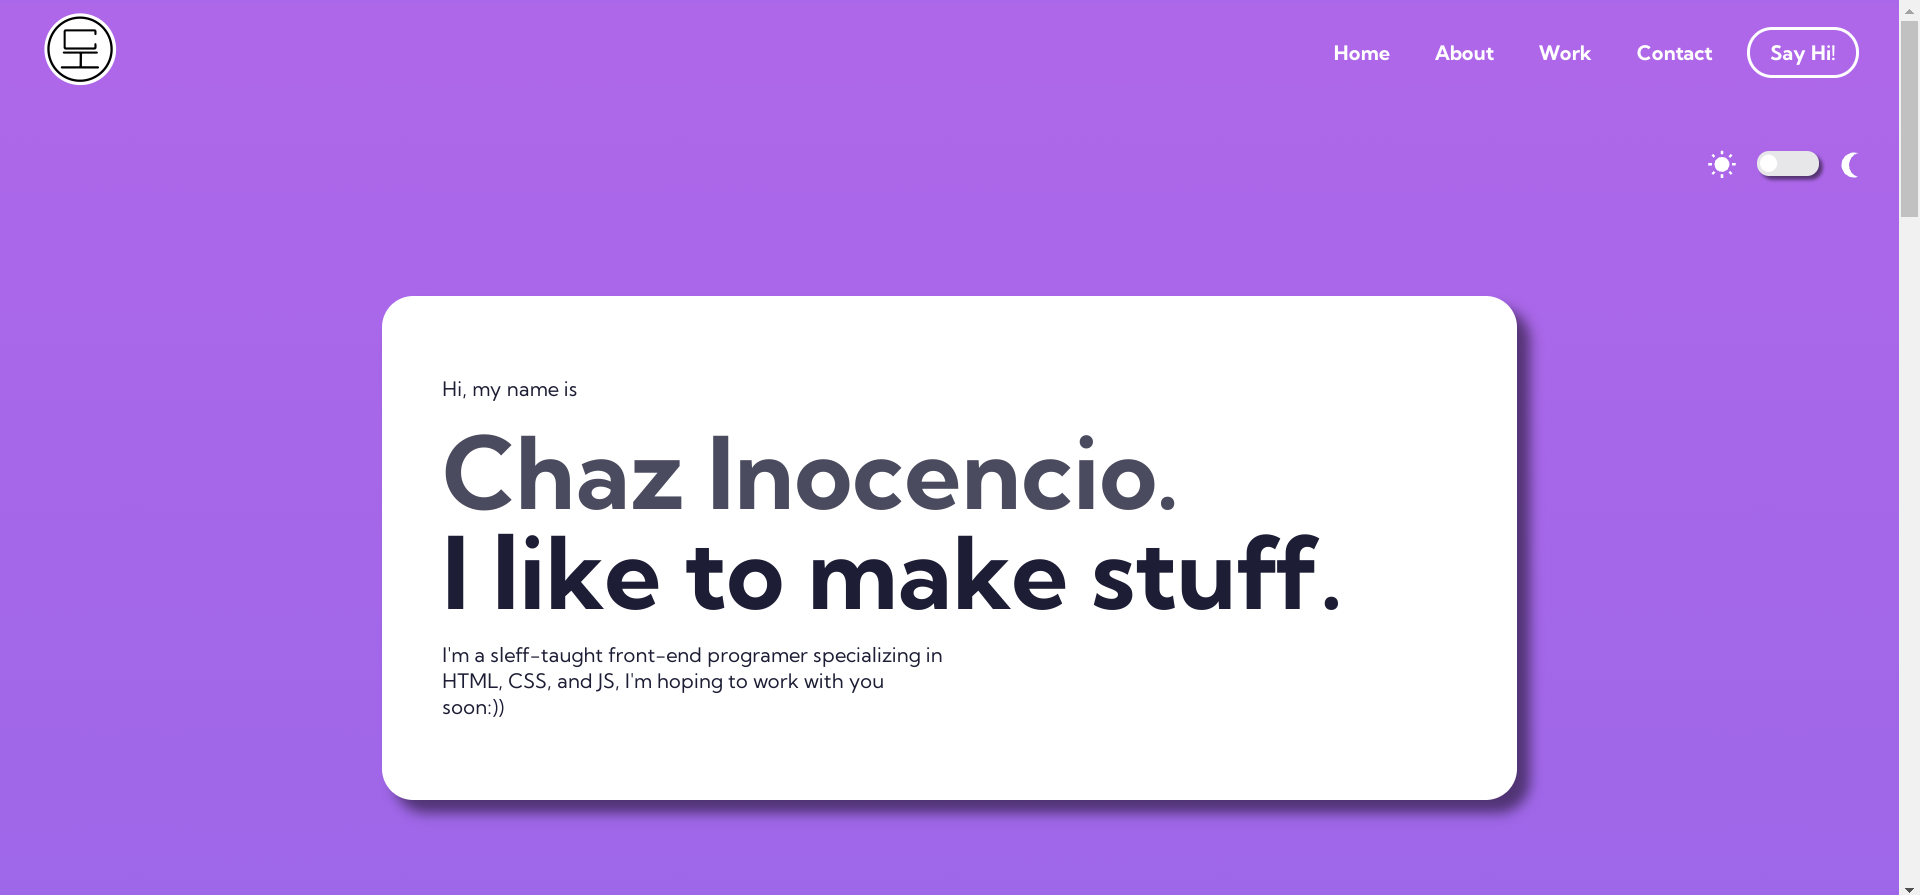 Home About Work Contact Say Hi!
Hi, my name is
Chaz Inocencio.
I like to make stuff.
I'm a sleff-taught front-end programer specializing in
HTML, CSS, and JS, I'm hoping to work with you
soon:))